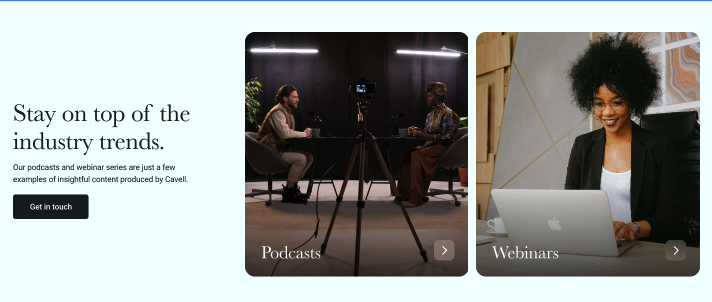 Stay on top of the
industry trends.
Our podcasts and webinar series are just a few
examples of insightful content produced by Cavell.
Get in touch
Podcasts
Webinars